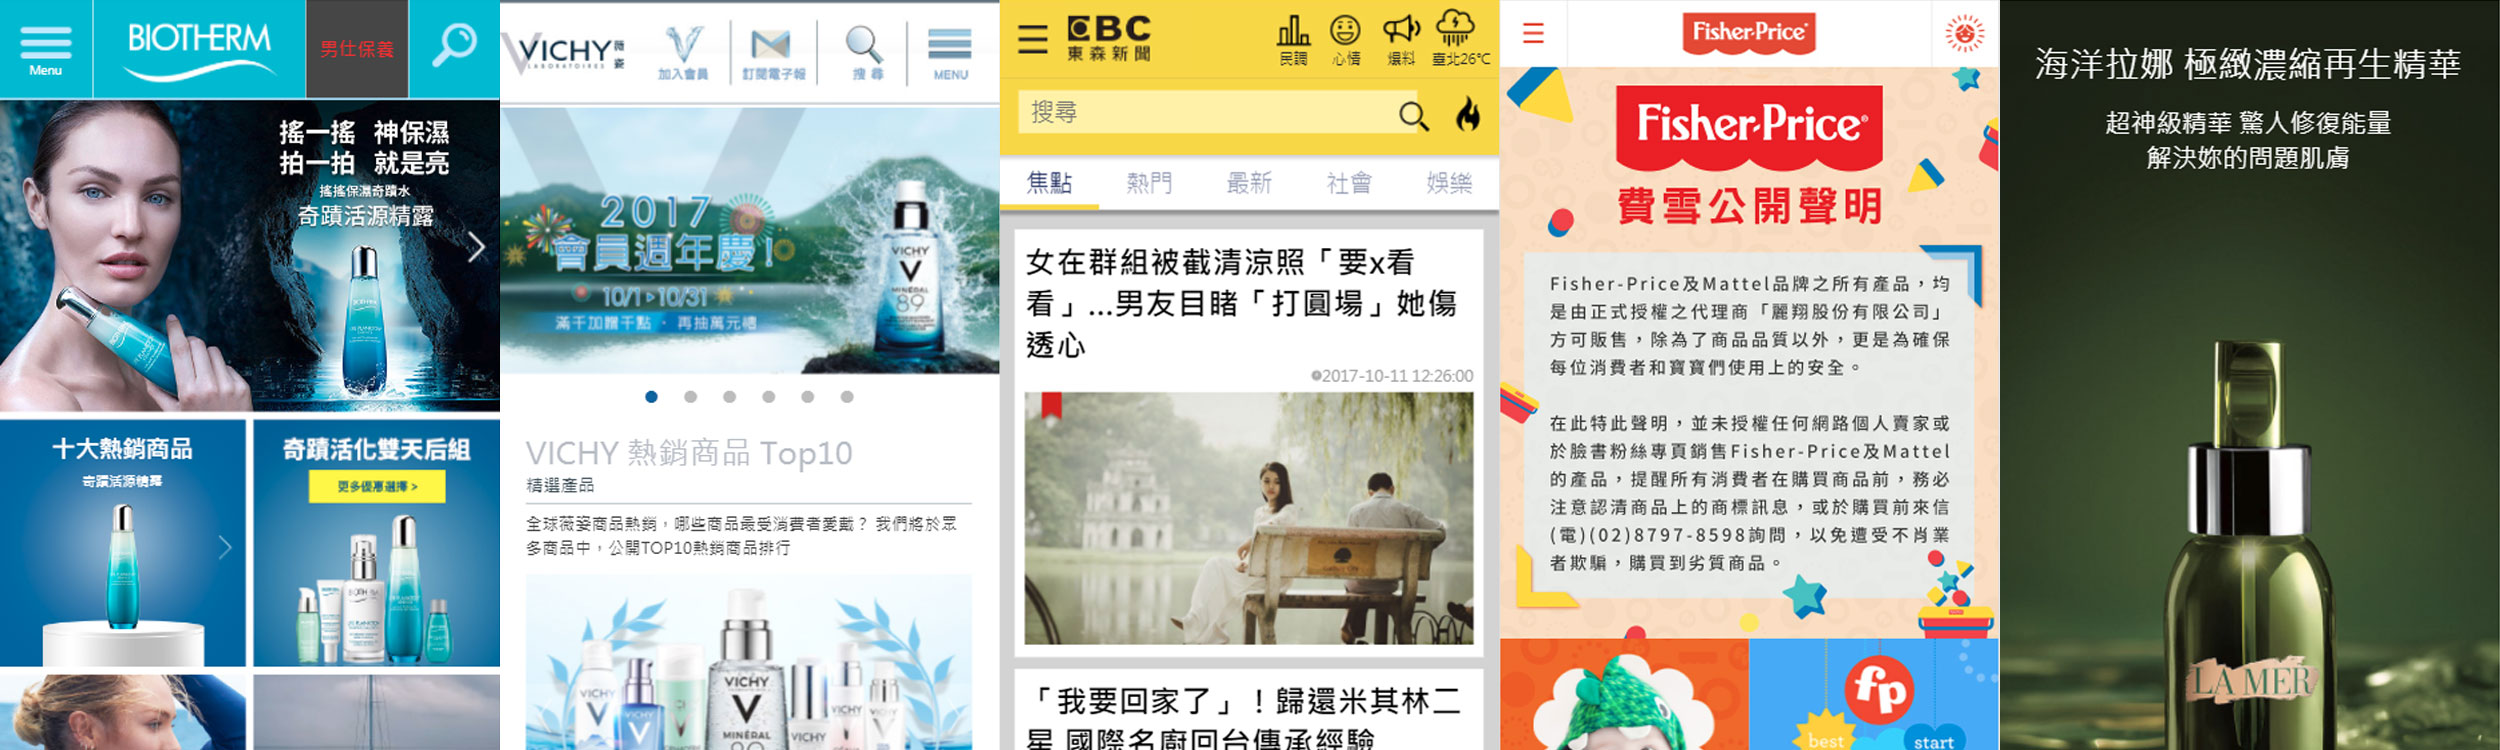 Menu
BIOTHERM
男仕保養
搖一搖 神保濕
拍一拍 就是亮
搖搖保濕奇蹟水
奇蹟活源精露
十大熱銷商品
奇蹟活源精露
奇蹟活化雙天后組
更多優惠選擇 >
VICHY 薇姿
LABORATOIRES
加入會員
訂閱電子報
搜尋
MENU
2017
會員週年慶!
10/1▸10/31
滿千加贈千點 · 再抽萬元禮
VICHY
MINÉRAL
89
VICHY 熱銷商品 Top10
精選產品
全球薇姿商品熱銷,哪些商品最受消費者愛戴? 我們將於眾
多商品中,公開TOP10熱銷商品排行
VICHY
VICHY
VICHY
MINÉRAL
89
VICHY
VICHY
VICHY
EBC
東森新聞
民調
心情
爆料
臺北26°C
搜尋
焦點
熱門
最新
社會
娛樂
女在群組被截清涼照「要x看
看」...男友目睹「打圓場」她傷
透心
2017-10-11 12:26:00
「我要回家了」!歸還米其林二
星 國際名廚回台傳承經驗
Fisher-Price
Fisher-Price
費雪公開聲明
Fisher-Price及Mattel品牌之所有產品,均
是由正式授權之代理商「麗翔股份有限公司」
方可販售,除為了商品品質以外,更是為確保
每位消費者和寶寶們使用上的安全。
在此特此聲明,並未授權任何網路個人賣家或
於臉書粉絲專頁銷售Fisher-Price及Mattel
的產品,提醒所有消費者在購買商品前,務必
注意認清商品上的商標訊息,或於購買前來信
(電)(02)8797-8598詢問,以免遭受不肖業
者欺騙,購買到劣質商品。
fp
best
start
海洋拉娜 極緻濃縮再生精華
超神級精華 驚人修復能量
解決妳的問題肌膚
LA MER